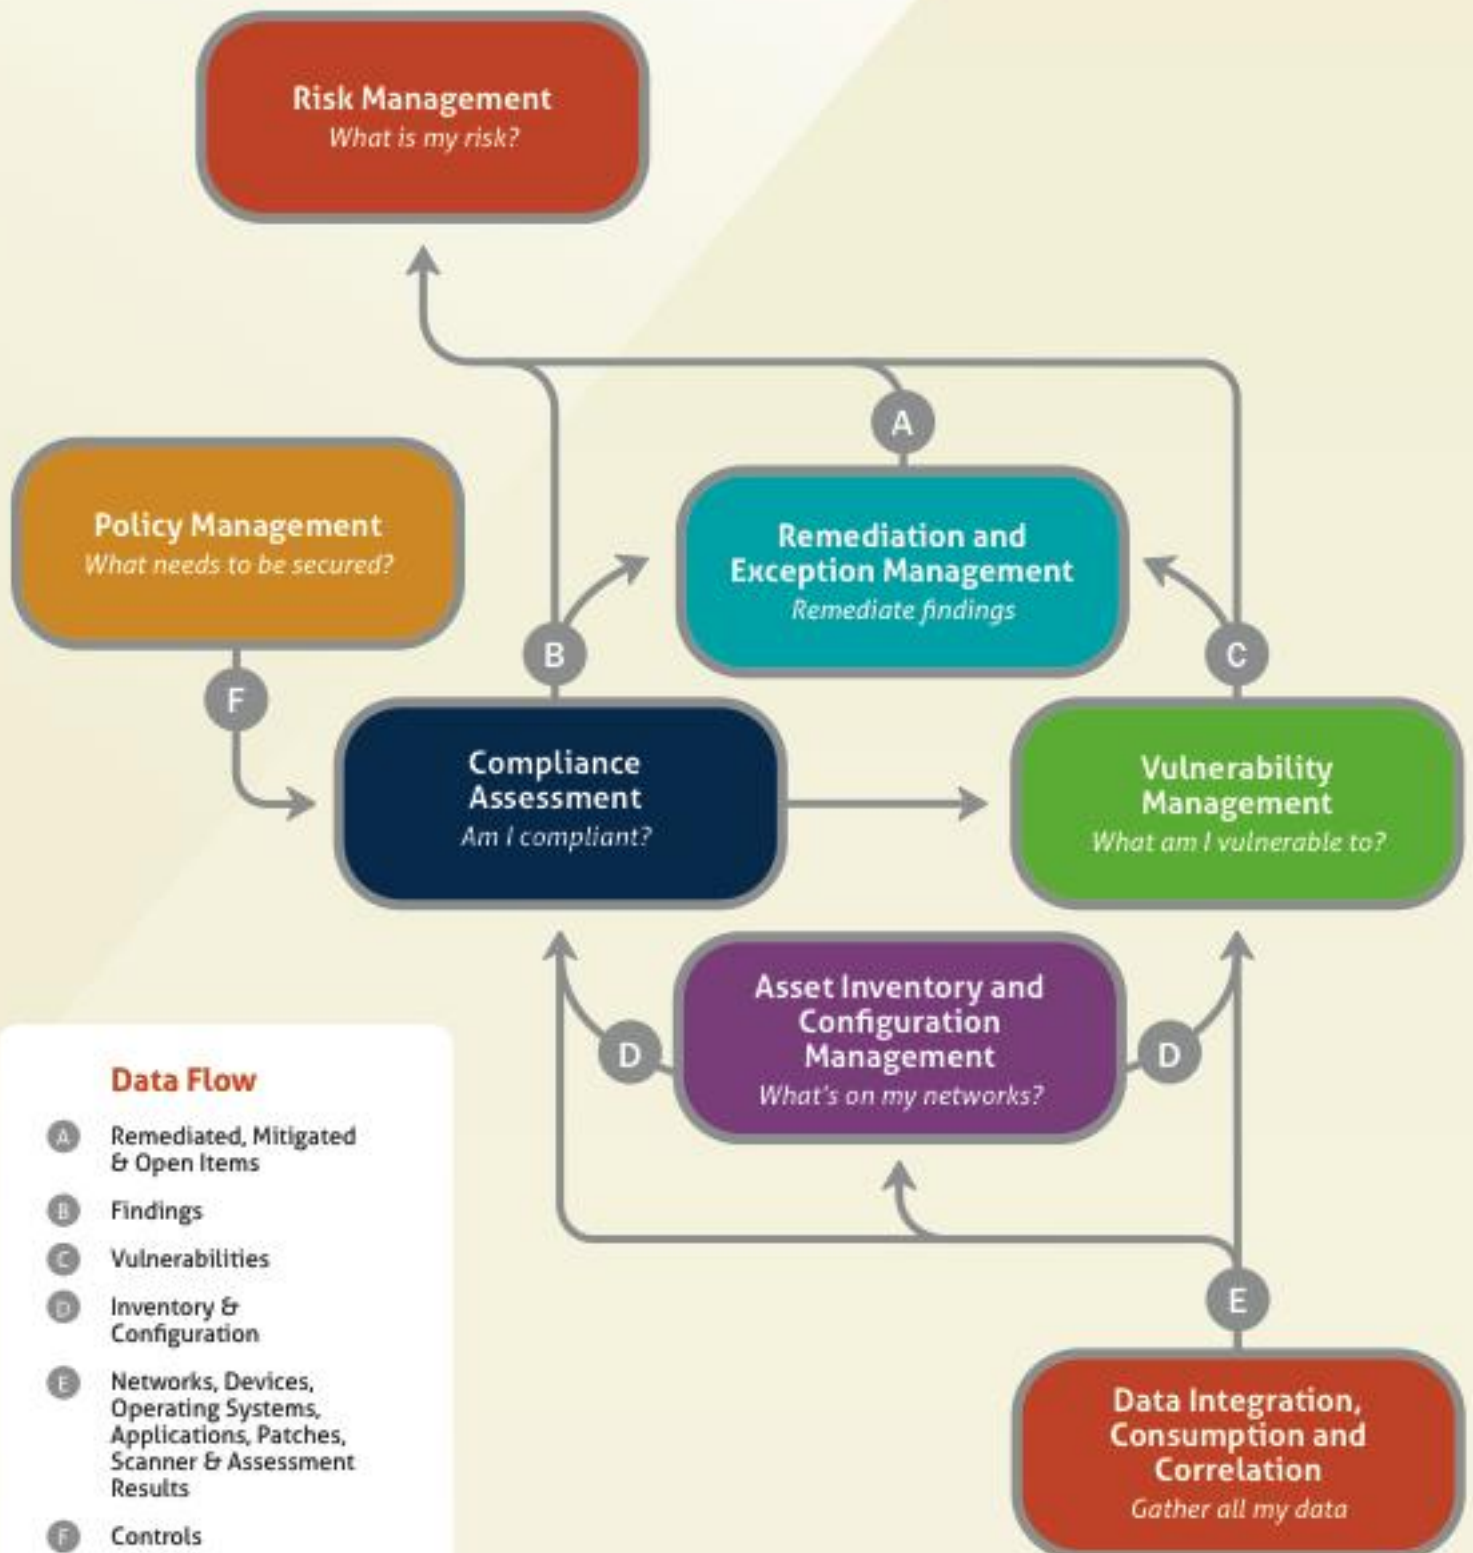 Risk Management
What is my risk?
A
Policy Management
What needs to be secured?
Remediation and
Exception Management
Remediate findings
F
B
C
Compliance
Assessment
Am I compliant?
Vulnerability
Management
What am I vulnerable to?
Asset Inventory and
Configuration
Management
What's on my networks?
D
D
E
Data Integration,
Consumption and
Correlation
Gather all my data
Data Flow
A Remediated, Mitigated
& Open Items
B Findings
C Vulnerabilities
D Inventory &
Configuration
E Networks, Devices,
Operating Systems,
Applications, Patches,
Scanner & Assessment
Results
F Controls